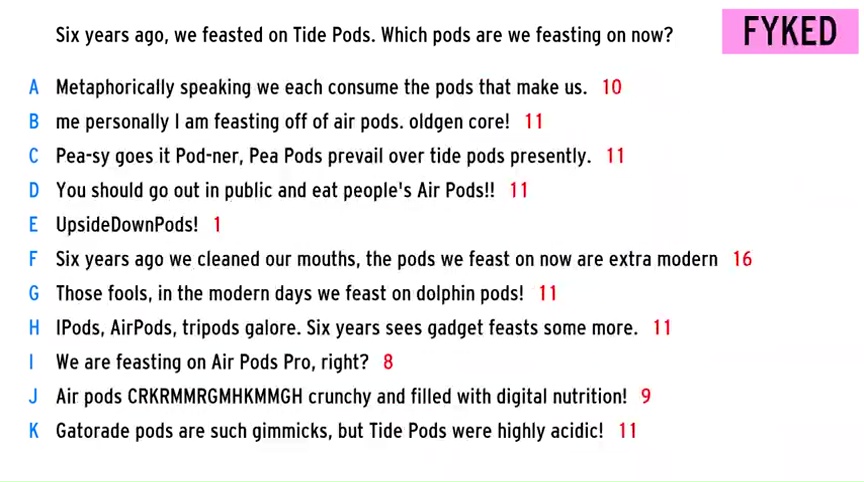 Six years ago, we feasted on Tide Pods. Which pods are we feasting on now?
FYKED
A Metaphorically speaking we each consume the pods that make us. 10
B me personally I am feasting off of air pods. oldgen core! 11
C Pea-sy goes it Pod-ner, Pea Pods prevail over tide pods presently. 11
D You should go out in public and eat people's Air Pods!! 11
E UpsideDownPods! 1
F Six years ago we cleaned our mouths, the pods we feast on now are extra modern 16
G Those fools, in the modern days we feast on dolphin pods! 11
H IPods, AirPods, tripods galore. Six years sees gadget feasts some more. 11
I We are feasting on Air Pods Pro, right? 8
J Air pods CRKRMMRGMHKMMGH crunchy and filled with digital nutrition! 9
K Gatorade pods are such gimmicks, but Tide Pods were highly acidic! 11